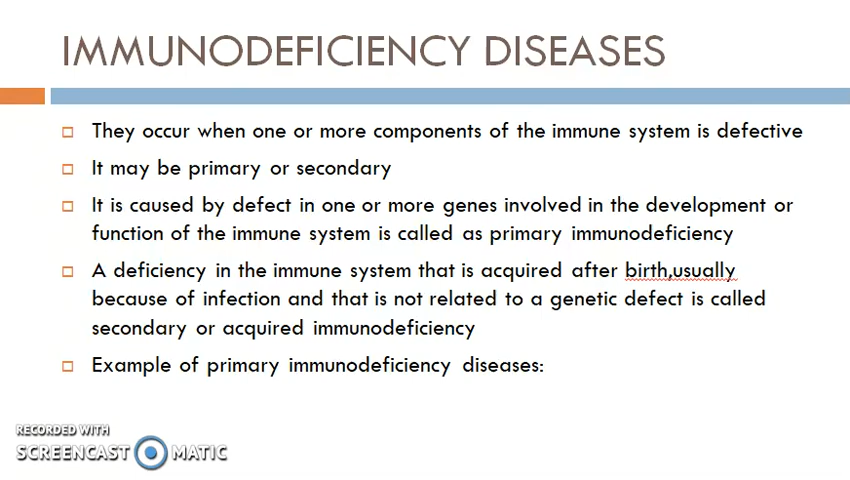 IMMUNODEFICIENCY DISEASES
They occur when one or more components of the immune system is defective
It may be primary or secondary
It is caused by defect in one or more genes involved in the development or
function of the immune system is called as primary immunodeficiency
A deficiency in the immune system that is acquired after birth,usually
because of infection and that is not related to a genetic defect is called
secondary or acquired immunodeficiency
Example of primary immunodeficiency diseases:
RECORDED WITH
SCREENCAST MATIC